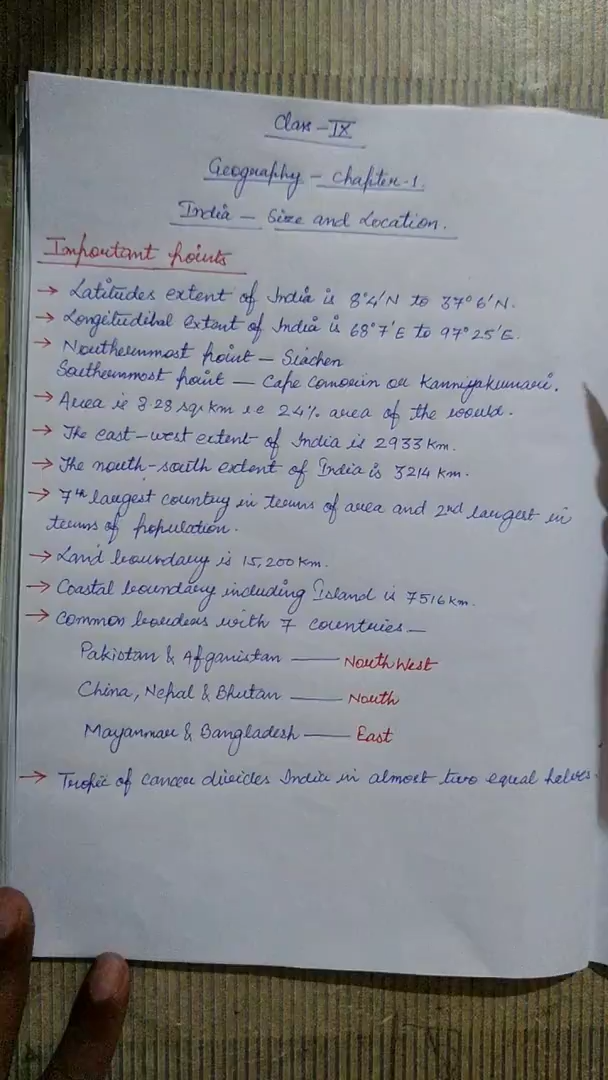 Class - IX
Geography - Chapter-1.
India - Size and Location.
Important points
→ Latitudes extent of India is 8°4'N to 37°6'N.
→ Longitudibal extant of India is 68°7'E to 97°25'E.
→ Nourthernmost point - Siachen
Southernmost point — Cape Comorin or Kanniyakumari.
→ Area is 3.28 sq.km i.e 2.4% area of the world.
→ The east-west extent of India is 2933 km.
→ The north-south extent of India is 3214 km.
→ 7th largest country in terms of area and 2nd largest in
terms of population.
→ Land boundary is 15,200 km.
→ Coastal boundary including Island is 7516 km.
→ Common borders with 7 countries —
Pakistan & Afganistan —— North West
China, Nepal & Bhutan —— North
Mayanmar & Bangladesh —— East
→ Tropic of cancer divides India in almost two equal halves.